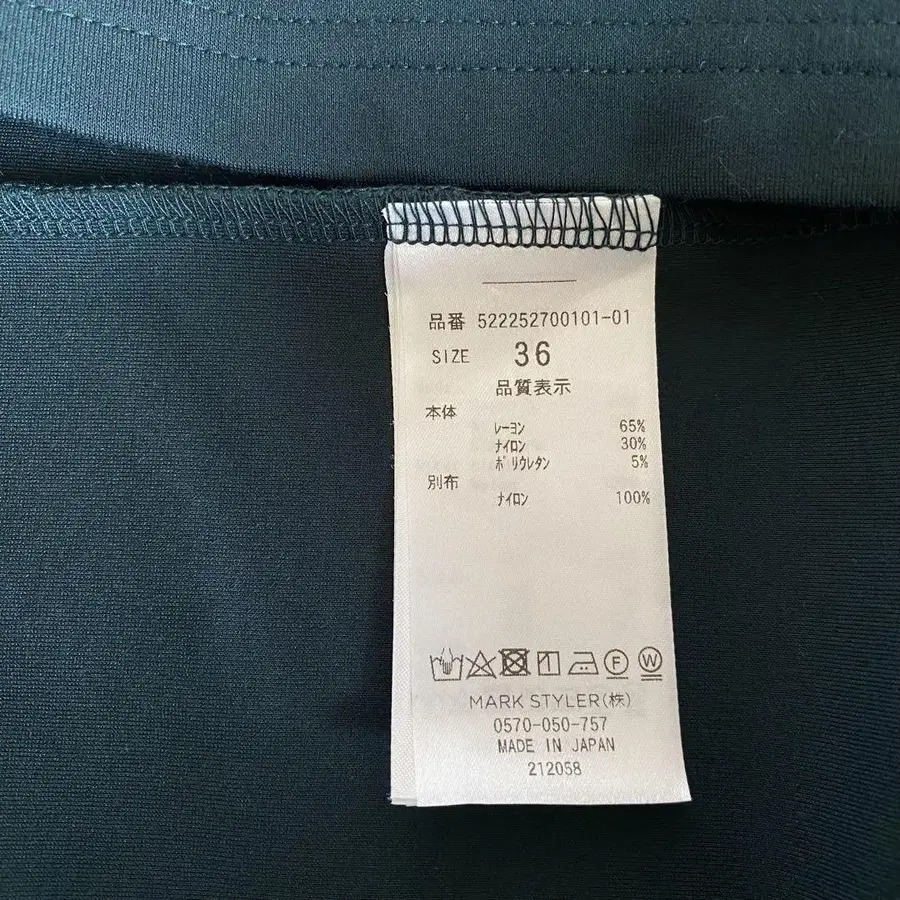 品番 522252700101-01
SIZE 36
品質表示
本体
ﾚｰﾖﾝ 65%
ﾅｲﾛﾝ 30%
ﾎﾟﾘｳﾚﾀﾝ 5%
別布
ﾅｲﾛﾝ 100%
F W
MARK STYLER(株)
0570-050-757
MADE IN JAPAN
212058